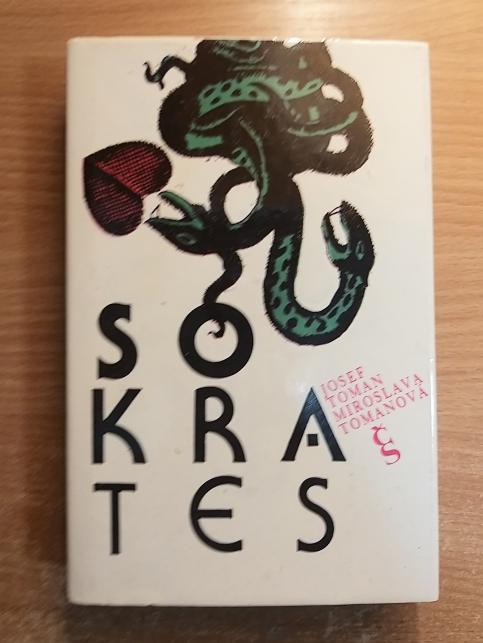 SO
KRA
TES
JOSEF
TOMAN
MIROSLAVA
TOMANOVÁ
ČS